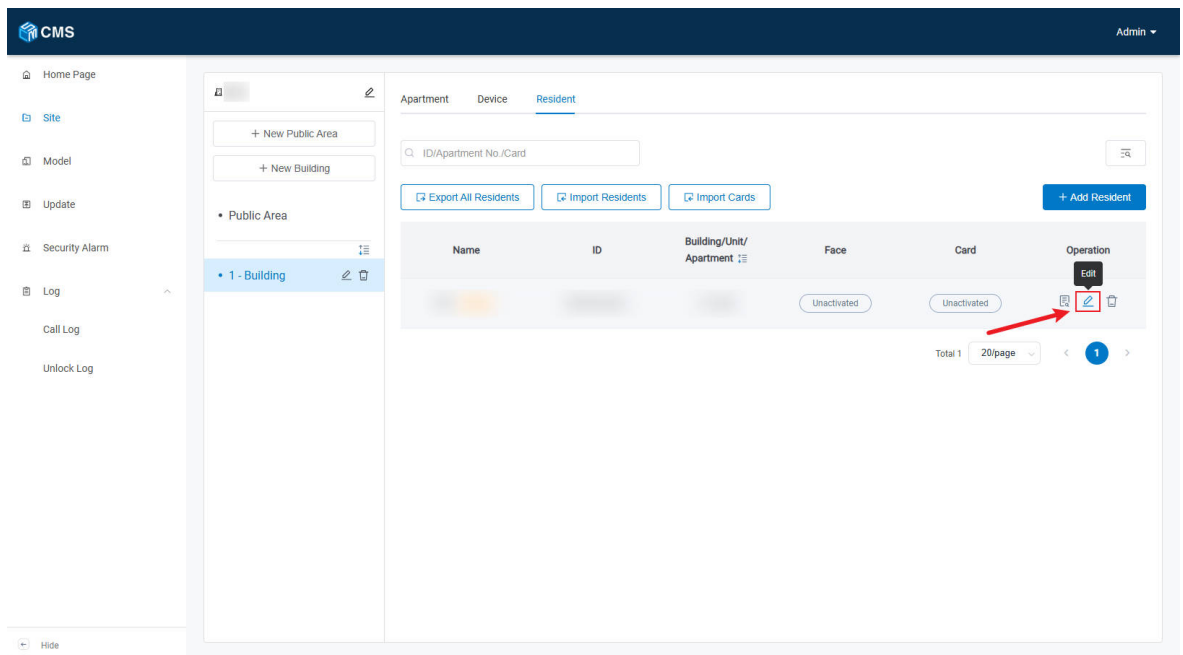 CMS
Admin
Home Page
Site
Model
Update
Security Alarm
Log
Call Log
Unlock Log
Hide
+ New Public Area
+ New Building
• Public Area
• 1 - Building
Apartment Device Resident
ID/Apartment No./Card
Export All Residents Import Residents Import Cards + Add Resident
Name ID Building/Unit/
Apartment Face Card Operation
Edit
Unactivated Unactivated
Total 1 20/page < 1 >